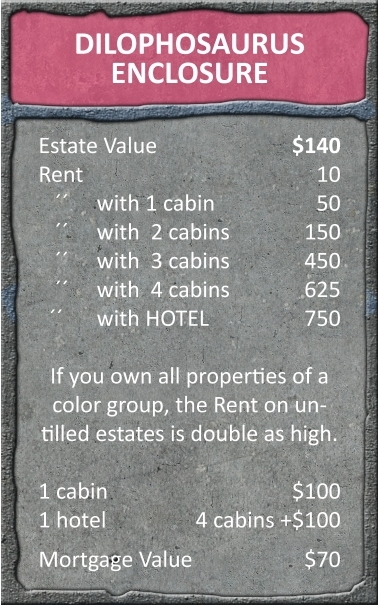 DILOPHOSAURUS
ENCLOSURE
Estate Value $140
Rent 10
´´ with 1 cabin 50
´´ with 2 cabins 150
´´ with 3 cabins 450
´´ with 4 cabins 625
´´ with HOTEL 750
If you own all properties of a
color group, the Rent on un-
tilled estates is double as high.
1 cabin $100
1 hotel 4 cabins +$100
Mortgage Value $70